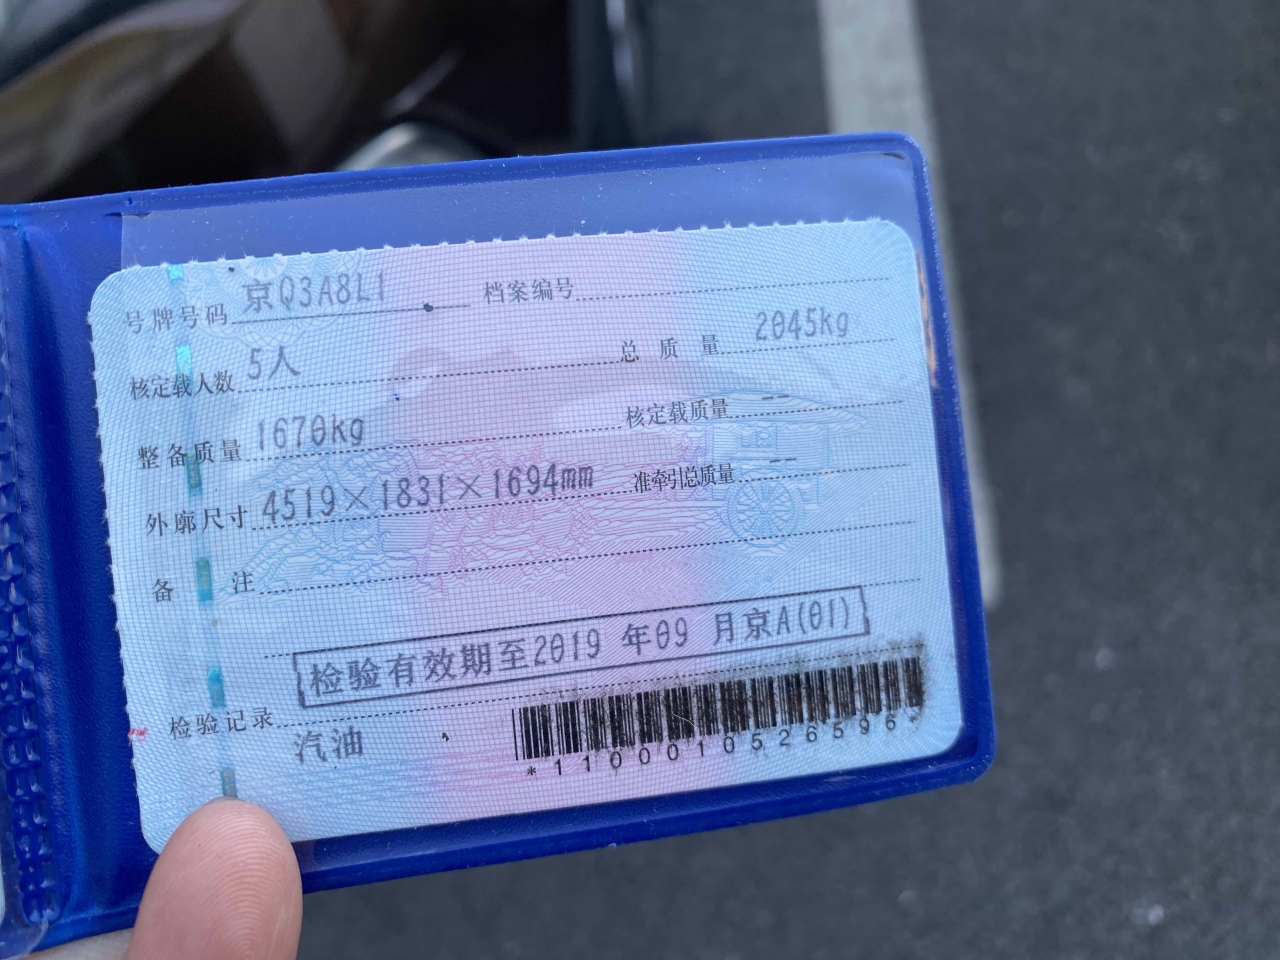 号牌号码 京Q3A8L1 档案编号
核定载人数 5人 总质量 2045kg
整备质量 1670kg 核定载质量 --
外廓尺寸 4519×1831×1694mm 准牵引总质量 --
备注
检验有效期至2019 年09 月京A(01)
检验记录
汽油
*1100010526596*